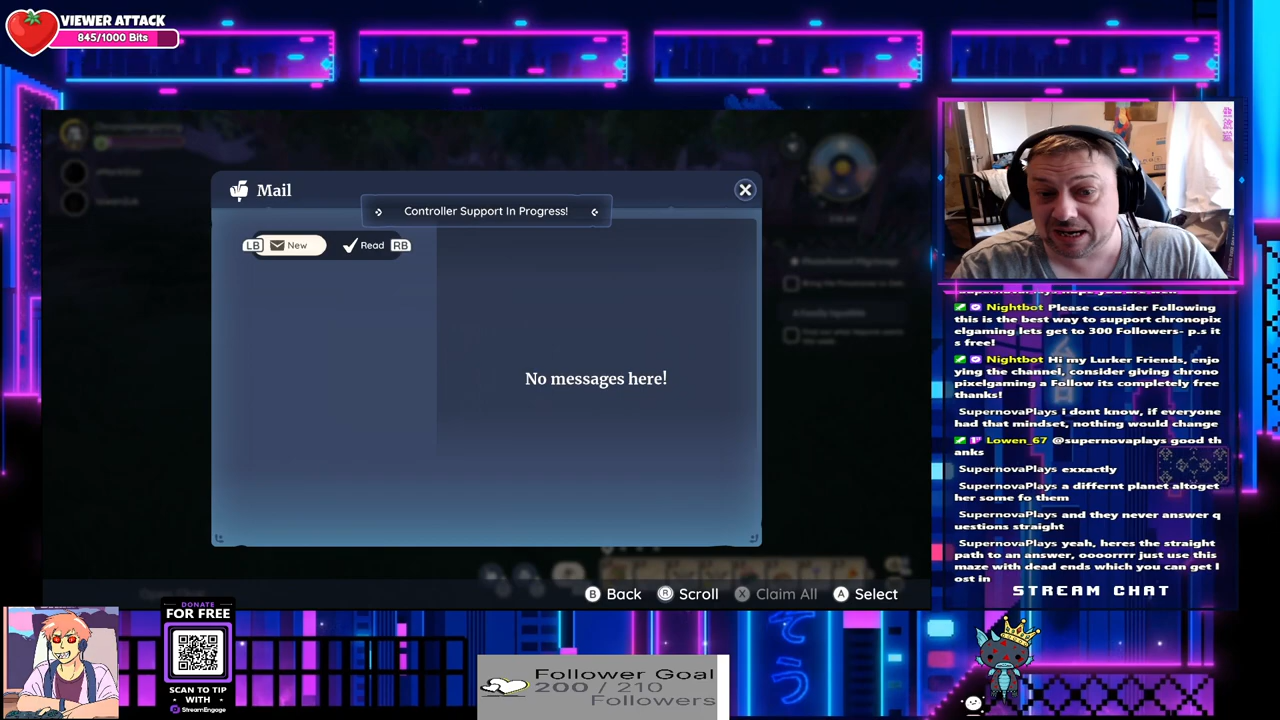 VIEWER ATTACK
845/1000 Bits
Mail
Controller Support In Progress!
LB New Read RB
No messages here!
B Back R Scroll X Claim All A Select
Nightbot Please consider Following
this is the best way to support chronopix
elgaming lets get to 300 Followers- p.s it
s free!
Nightbot Hi my Lurker Friends, enjo
ying the channel, consider giving chrono
pixelgaming a Follow its completely free
thanks!
SupernovaPlays i dont know, if everyone
had that mindset, nothing would change
Lowen_67 @supernovaplays good th
anks
SupernovaPlays exxactly
SupernovaPlays a differnt planet altoget
her some fo them
SupernovaPlays and they never answer q
uestions straight
SupernovaPlays yeah, heres the straight
path to an answer, oooorrrr just use this
maze with dead ends which you can get l
ost in
STREAM CHAT
DONATE
FOR FREE
SCAN TO TIP
WITH
StreamEngage
Follower Goal
200 / 210
Followers
そう